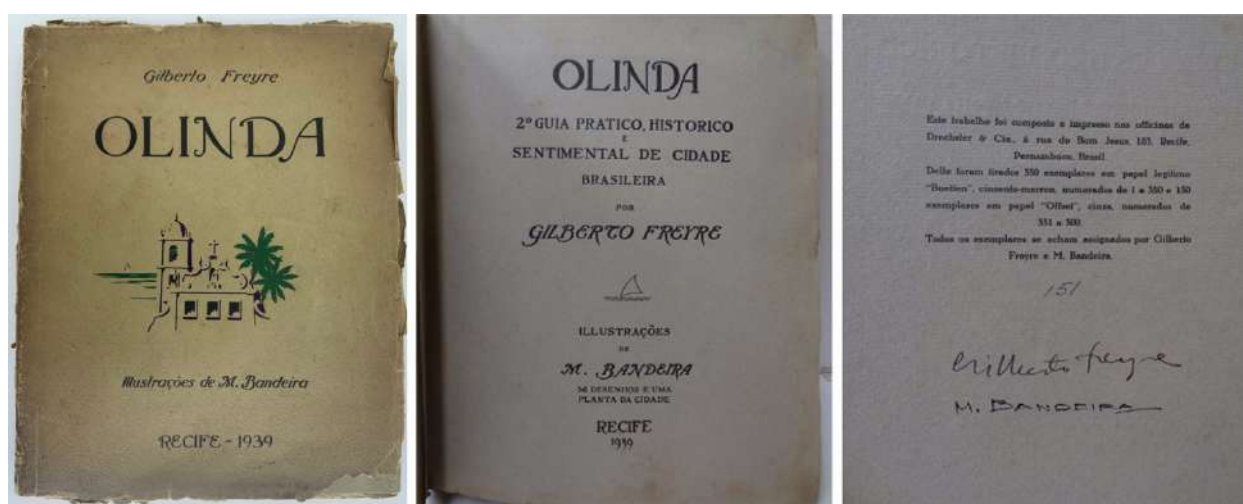 Gilberto Freyre
OLINDA
Illustrações de M. Bandeira
RECIFE - 1939
OLINDA
2º GUIA PRATICO, HISTORICO
E
SENTIMENTAL DE CIDADE
BRASILEIRA
POR
GILBERTO FREYRE
ILLUSTRAÇÕES
DE
M. BANDEIRA
DESENHOS E UMA
PLANTA DA CIDADE
RECIFE
1939
Este trabalho foi composto e impresso nas officinas de
Drechsler & Cia., á rua do Bom Jesus, 183, Recife,
Pernambuco, Brasil.
Delle foram tirados 350 exemplares em papel legitimo
cinzento-marron, numerados de 1 a 350 e 150
exemplares em papel "Offset", cinza, numerados de
351 a 500.
Todos os exemplares se acham assignados por Gilberto
Freyre e M. Bandeira.
151
Gilberto Freyre
M. BANDEIRA